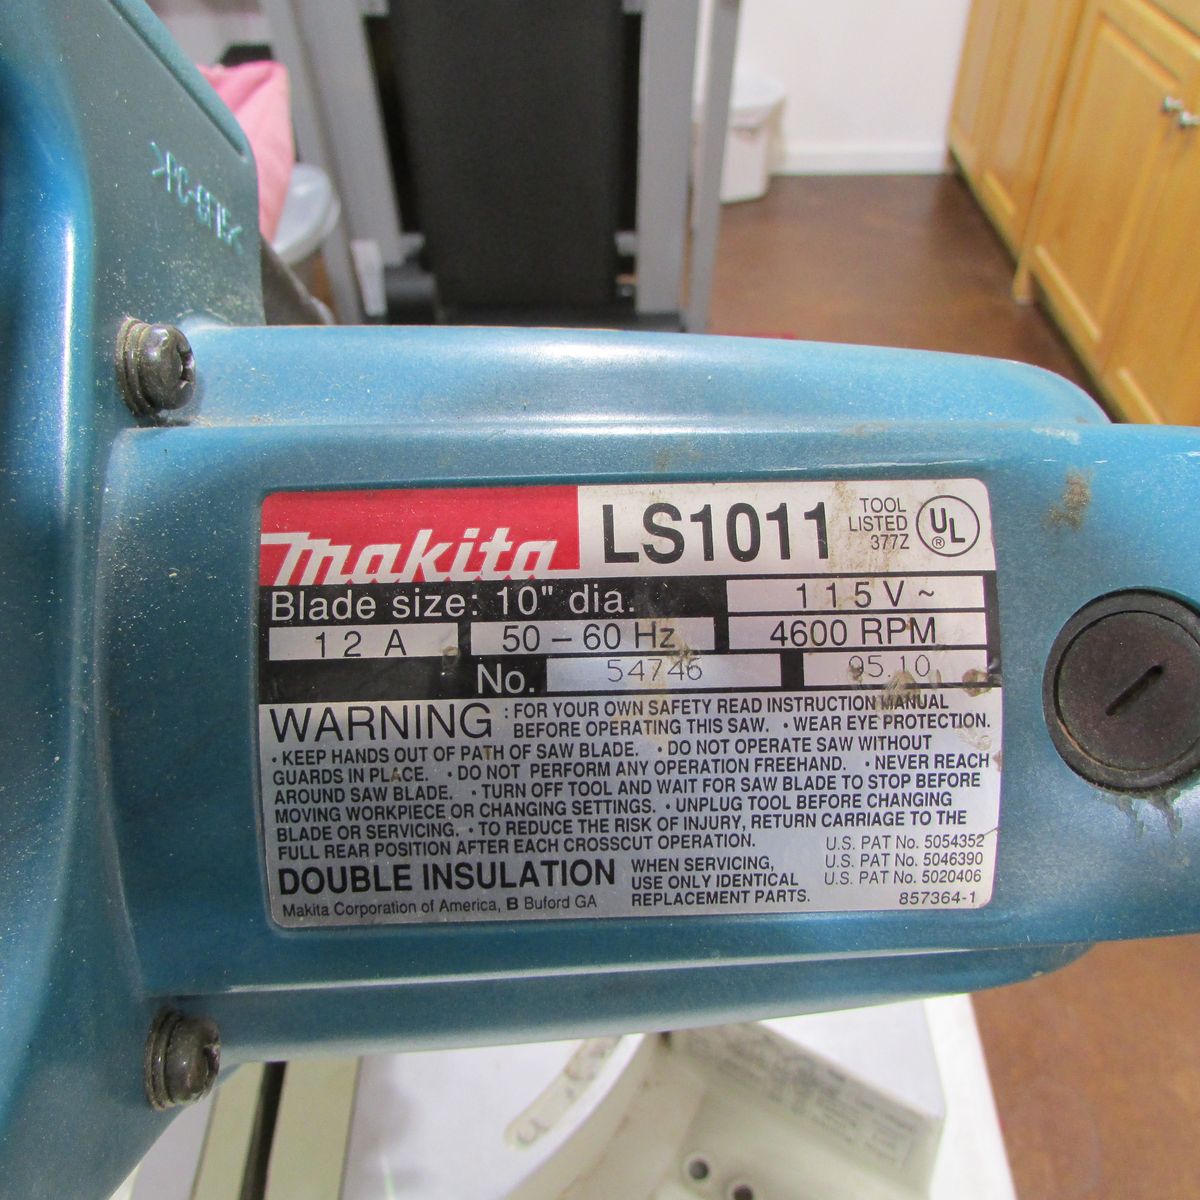 makita LS1011 TOOL LISTED 377Z UL ®
Blade size: 10" dia. 115V ~
12A 50 – 60 Hz 4600 RPM
No. 54746 95.10
WARNING : FOR YOUR OWN SAFETY READ INSTRUCTION MANUAL
BEFORE OPERATING THIS SAW. • WEAR EYE PROTECTION.
• KEEP HANDS OUT OF PATH OF SAW BLADE. • DO NOT OPERATE SAW WITHOUT
GUARDS IN PLACE. • DO NOT PERFORM ANY OPERATION FREEHAND. • NEVER REACH
AROUND SAW BLADE. • TURN OFF TOOL AND WAIT FOR SAW BLADE TO STOP BEFORE
MOVING WORKPIECE OR CHANGING SETTINGS. • UNPLUG TOOL BEFORE CHANGING
BLADE OR SERVICING. • TO REDUCE THE RISK OF INJURY, RETURN CARRIAGE TO THE
FULL REAR POSITION AFTER EACH CROSSCUT OPERATION.
U.S. PAT No. 5054352
U.S. PAT No. 5046390
U.S. PAT No. 5020406
DOUBLE INSULATION
WHEN SERVICING,
USE ONLY IDENTICAL
REPLACEMENT PARTS.
Makita Corporation of America, B Buford GA
857364-1